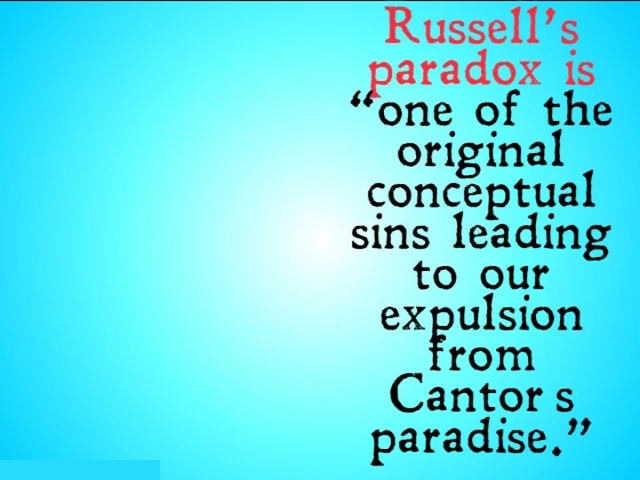 Russell's
paradox is
“one of the
original
conceptual
sins leading
to our
expulsion
from
Cantor s
paradise.”